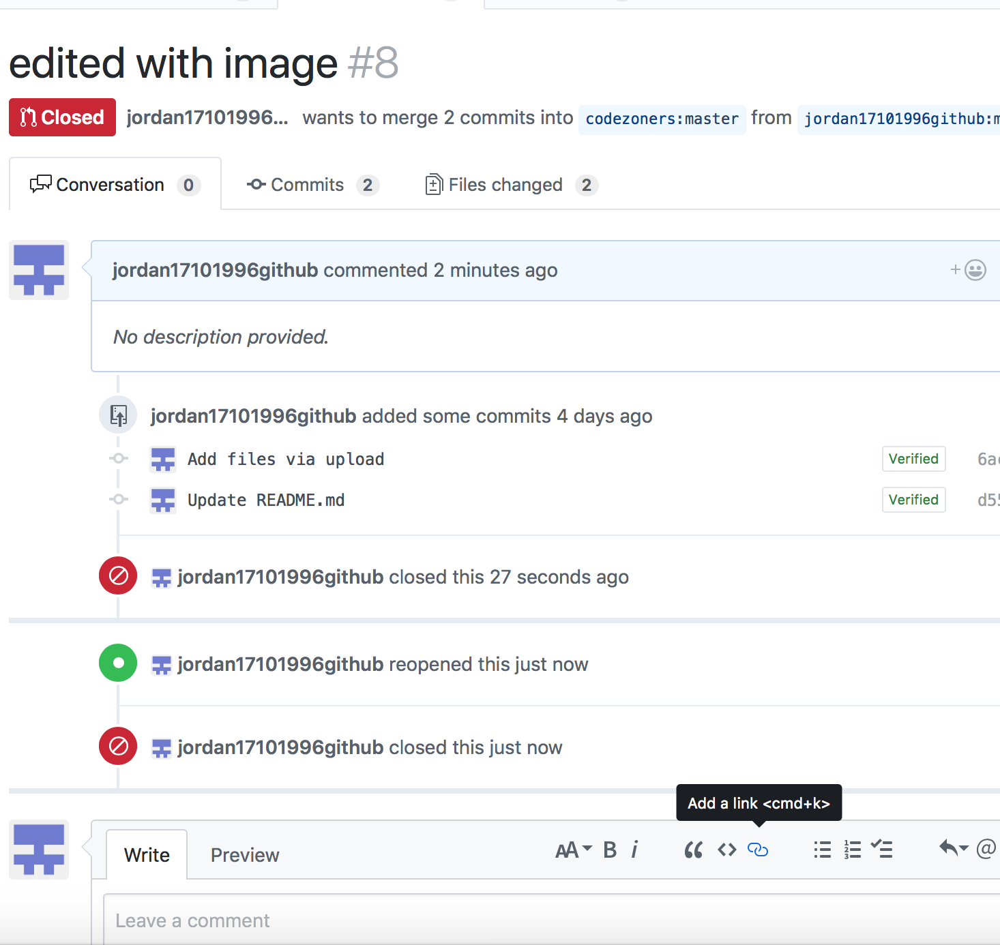 edited with image #8
Closed jordan17101996... wants to merge 2 commits into codezoners:master from jordan17101996github:m
Conversation 0 Commits 2 Files changed 2
jordan17101996github commented 2 minutes ago
No description provided.
jordan17101996github added some commits 4 days ago
Add files via upload Verified
Update README.md Verified
jordan17101996github closed this 27 seconds ago
jordan17101996github reopened this just now
jordan17101996github closed this just now
Add a link <cmd+k>
Write Preview AA B i “ <> @
Leave a comment